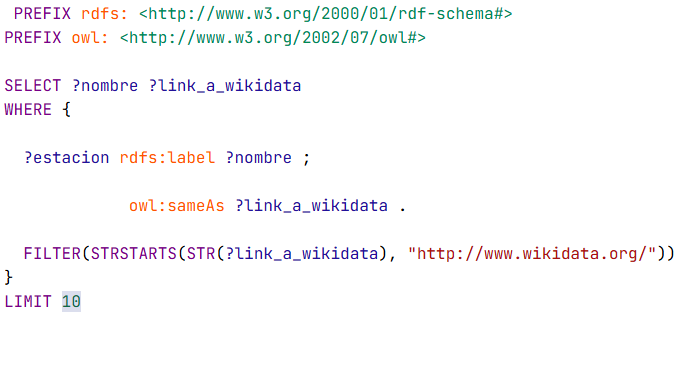 PREFIX rdfs: <http://www.w3.org/2000/01/rdf-schema#>
PREFIX owl: <http://www.w3.org/2002/07/owl#>
SELECT ?nombre ?link_a_wikidata
WHERE {
?estacion rdfs:label ?nombre ;
owl:sameAs ?link_a_wikidata .
FILTER(STRSTARTS(STR(?link_a_wikidata), "http://www.wikidata.org/"))
}
LIMIT 10